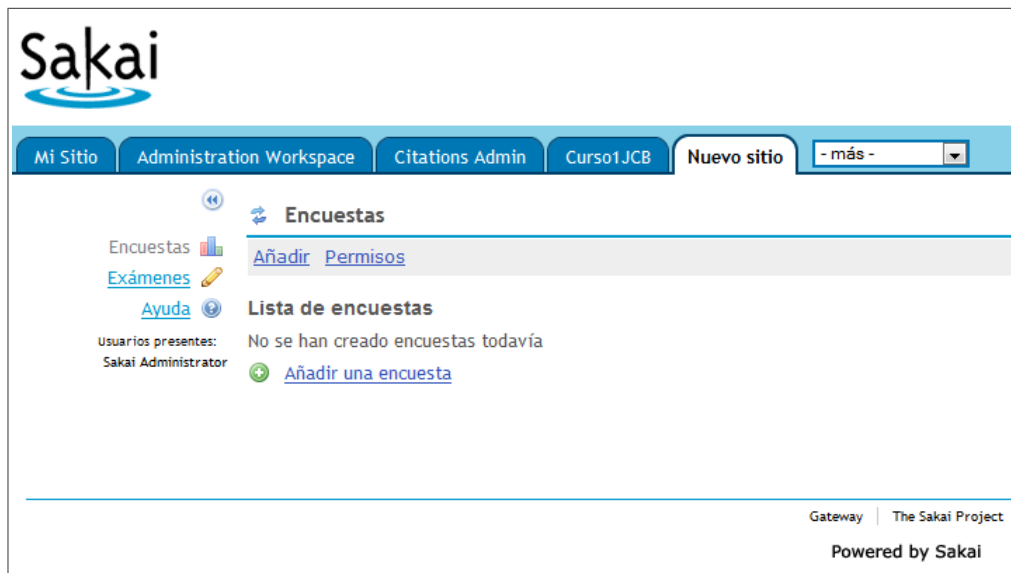 Sakai
Mi Sitio Administration Workspace Citations Admin Curso1JCB Nuevo sitio - más -
Encuestas
Encuestas
Añadir Permisos
Exámenes
Ayuda
Lista de encuestas
Usuarios presentes:
No se han creado encuestas todavía
Sakai Administrator
Añadir una encuesta
Gateway The Sakai Project
Powered by Sakai